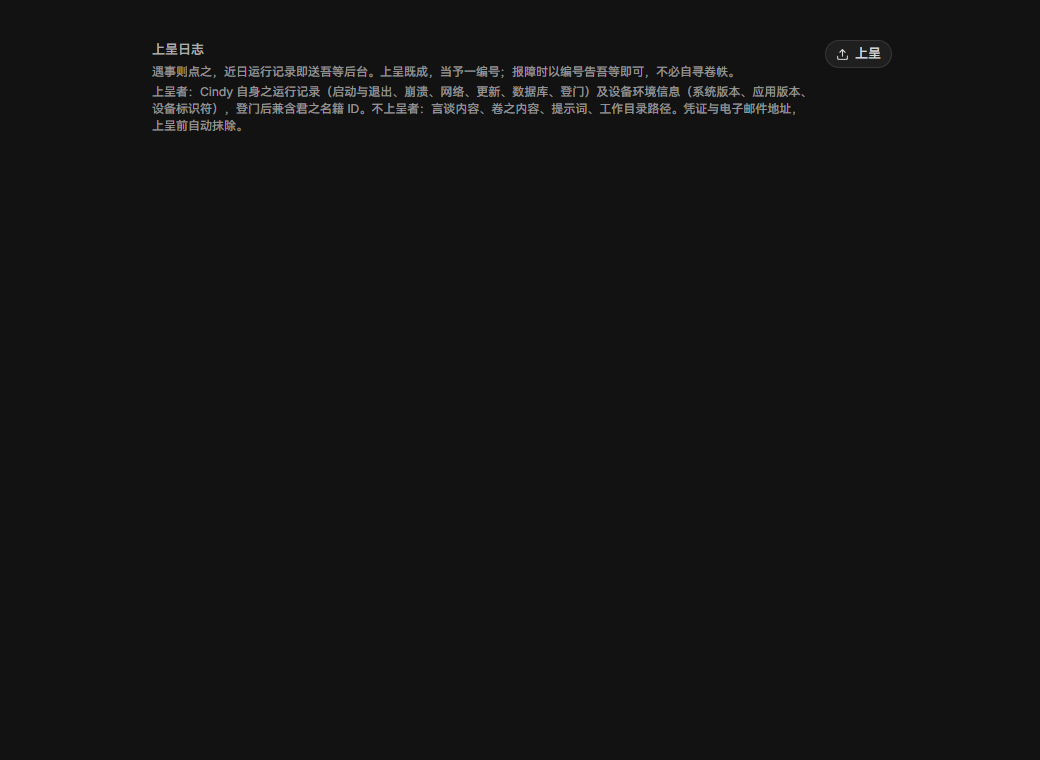 上呈日志
上呈
遇事则点之，近日运行记录即送吾等后台。上呈既成，当予一编号；报障时以编号告吾等即可，不必自寻卷帙。
上呈者：Cindy 自身之运行记录（启动与退出、崩溃、网络、更新、数据库、登门）及设备环境信息（系统版本、应用版本、
设备标识符），登门后兼含君之名籍 ID。不上呈者：言谈内容、卷之内容、提示词、工作目录路径。凭证与电子邮件地址，
上呈前自动抹除。